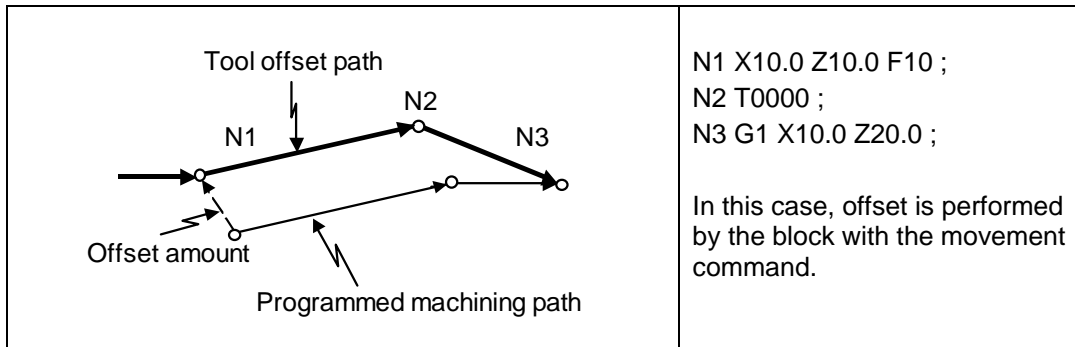 Tool offset path
N2
N1
N3
Offset amount
Programmed machining path
N1 X10.0 Z10.0 F10 ;
N2 T0000 ;
N3 G1 X10.0 Z20.0 ;
In this case, offset is performed
by the block with the movement
command.